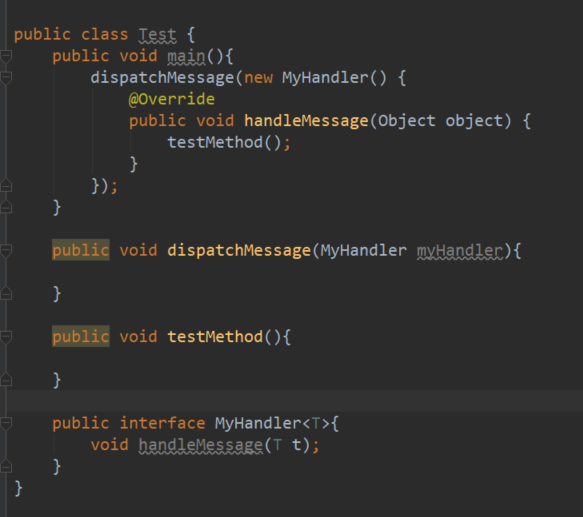 public class Test {
public void main(){
dispatchMessage(new MyHandler() {
@Override
public void handleMessage(Object object) {
testMethod();
}
});
}
public void dispatchMessage(MyHandler myHandler){
}
public void testMethod(){
}
public interface MyHandler<T>{
void handleMessage(T t);
}
}